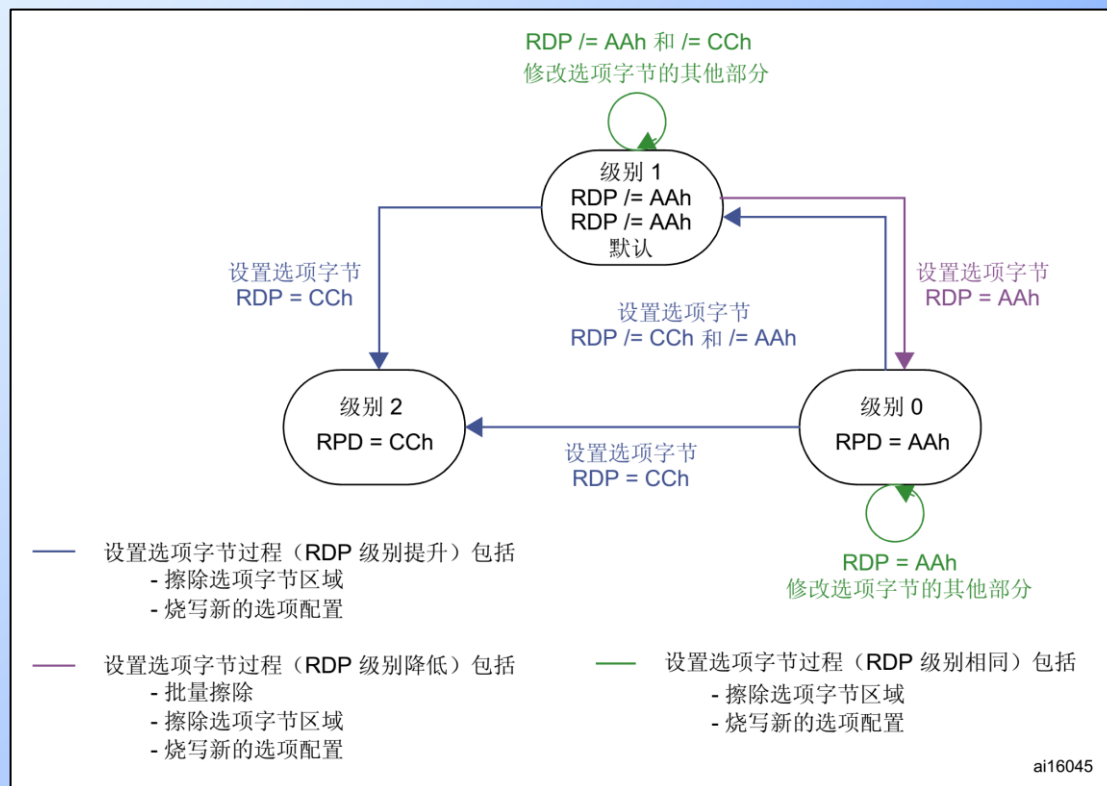 RDP /= AAh 和 /= CCh
修改选项字节的其他部分
级别 1
RDP /= AAh
RDP /= AAh
默认
设置选项字节
RDP = CCh
设置选项字节
RDP = AAh
设置选项字节
RDP /= CCh 和 /= AAh
级别 2
RPD = CCh
级别 0
RPD = AAh
设置选项字节
RDP = CCh
RDP = AAh
修改选项字节的其他部分
设置选项字节过程（RDP 级别提升）包括
- 擦除选项字节区域
- 烧写新的选项配置
设置选项字节过程（RDP 级别降低）包括
- 批量擦除
- 擦除选项字节区域
- 烧写新的选项配置
设置选项字节过程（RDP 级别相同）包括
- 擦除选项字节区域
- 烧写新的选项配置
ai16045